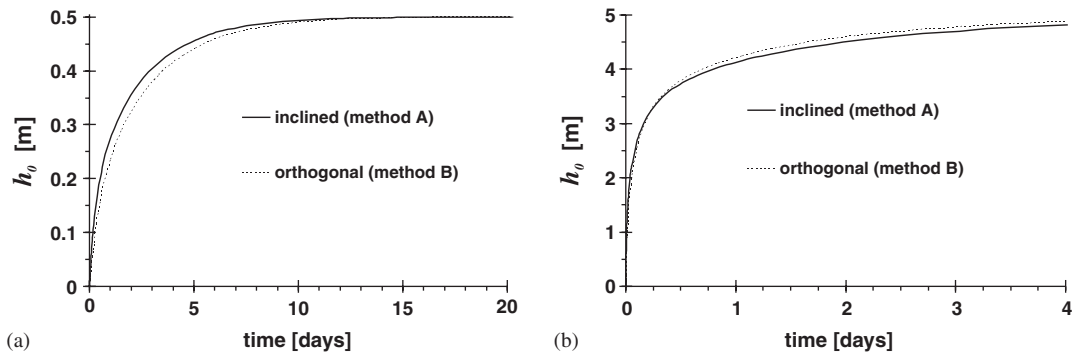 0.5
0.4
0.3
0.2
0.1
0
h₀ [m]
inclined (method A)
orthogonal (method B)
0 5 10 15 20
time [days]
(a)
5
4
3
2
1
0
h₀ [m]
inclined (method A)
orthogonal (method B)
0 1 2 3 4
time [days]
(b)